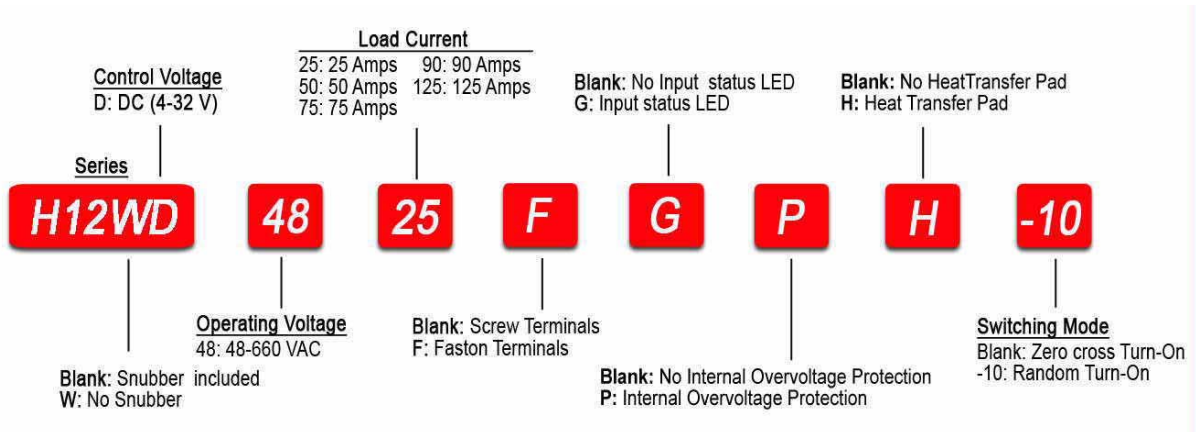 Load Current
25: 25 Amps 90: 90 Amps
50: 50 Amps 125: 125 Amps
75: 75 Amps
Control Voltage
D: DC (4-32 V)
Blank: No Input status LED
G: Input status LED
Blank: No HeatTransfer Pad
H: Heat Transfer Pad
Series
H12WD 48 25 F G P H -10
Operating Voltage
48: 48-660 VAC
Blank: Screw Terminals
F: Faston Terminals
Switching Mode
Blank: Zero cross Turn-On
-10: Random Turn-On
Blank: Snubber included
W: No Snubber
Blank: No Internal Overvoltage Protection
P: Internal Overvoltage Protection